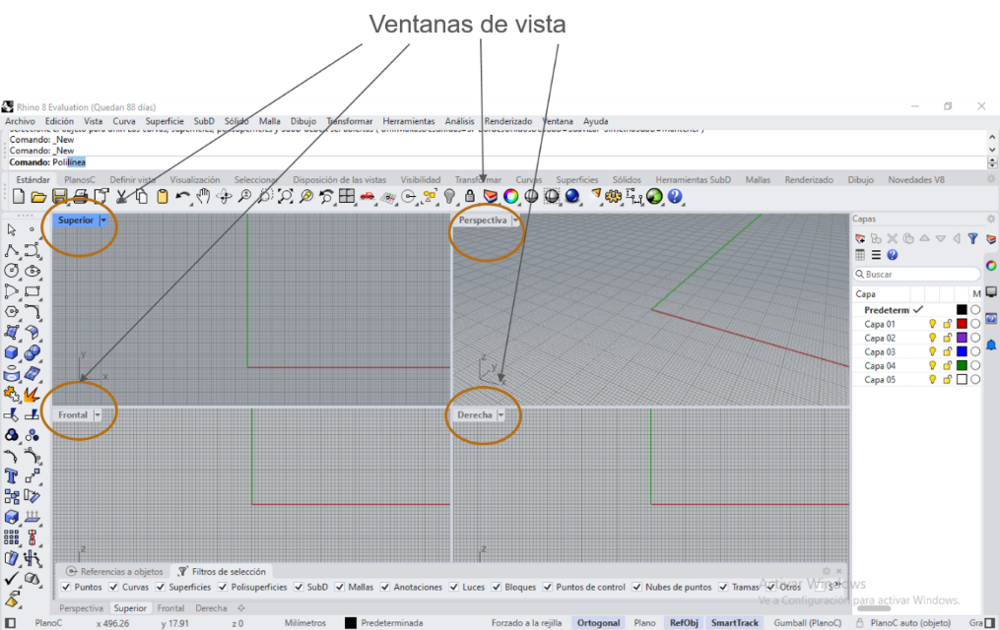 Ventanas de vista
Rhino 8 Evaluation (Quedan 88 días)
Archivo Edición Vista Curva Superficie SubD Sólido Malla Dibujo Transformar Herramientas Análisis Renderizado Ventana Ayuda
Comando: _New
Comando: _New
Comando: Polilínea
Estándar PlanosC Definir vista Visualización Seleccionar Disposición de las vistas Visibilidad Transformar Curvas Superficies Sólidos Herramientas SubD Mallas Renderizado Dibujo Novedades V8
Superior
Perspectiva
y
x
z
y
x
Frontal
Derecha
z
z
Capas
Buscar
Capa M
Predeterm
Capa 01
Capa 02
Capa 03
Capa 04
Capa 05
Referencias a objetos Filtros de selección
Puntos Curvas Superficies Polisuperficies SubD Mallas Anotaciones Luces Bloques Puntos de control Nubes de puntos Tramas Otros S
Activar Windows
Ve a Configuración para activar Windows.
Perspectiva Superior Frontal Derecha
PlanoC x 496.26 y 17.91 z 0 Milímetros Predeterminada Forzado a la rejilla Ortogonal Plano RefObj SmartTrack Gumball (PlanoC) PlanoC auto (objeto) Gra